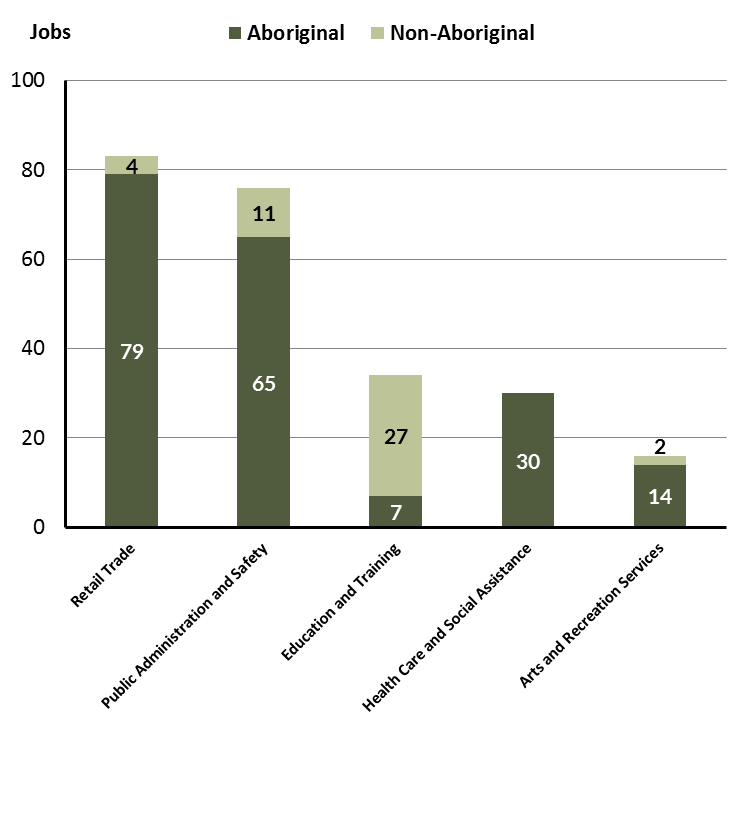 Jobs
Aboriginal Non-Aboriginal
100
80
60
40
20
0
4
79
11
65
27
7
30
2
14
Retail Trade
Public Administration and Safety
Education and Training
Health Care and Social Assistance
Arts and Recreation Services